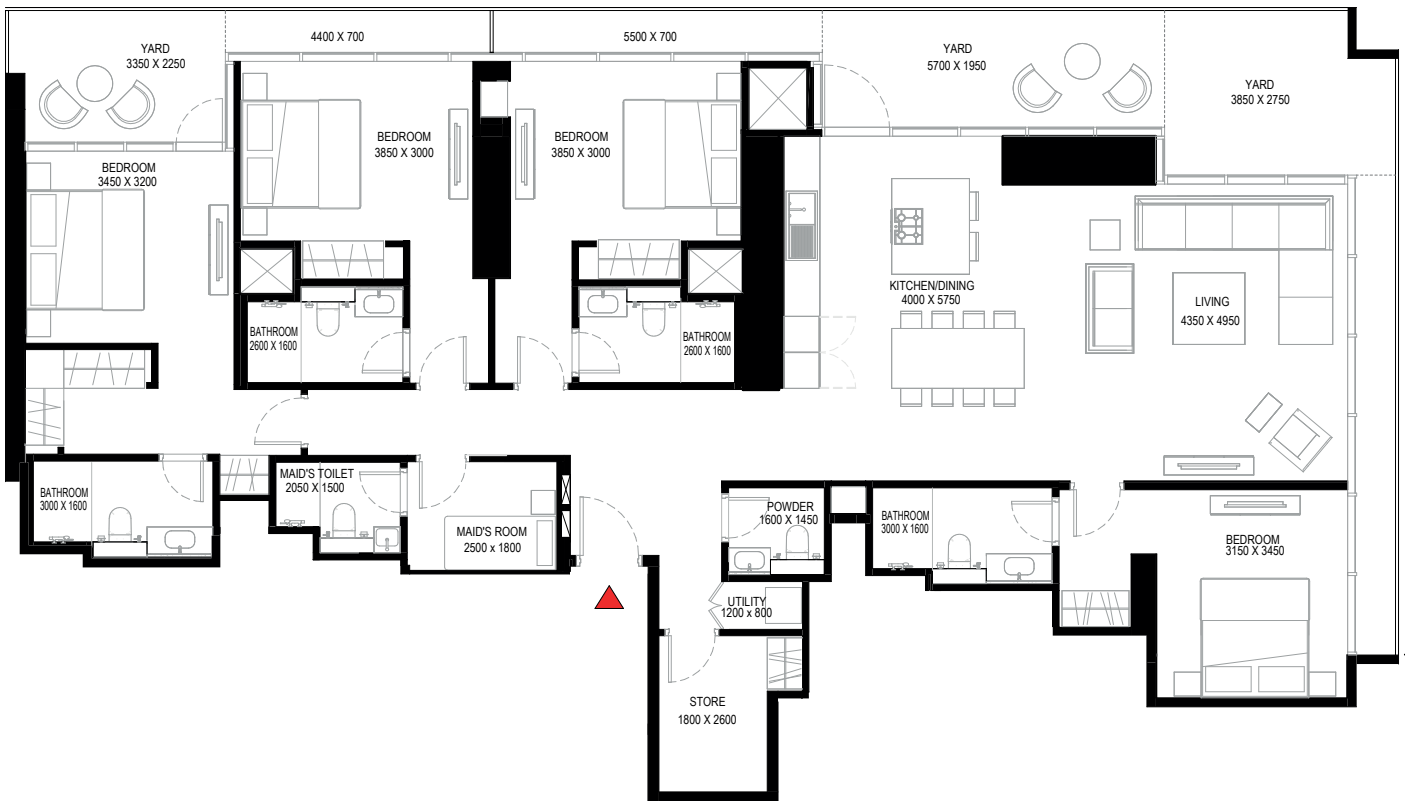 4400 X 700
5500 X 700
YARD
3350 X 2250
YARD
5700 X 1950
YARD
3850 X 2750
BEDROOM
3850 X 3000
BEDROOM
3850 X 3000
BEDROOM
3450 X 3200
KITCHEN/DINING
4000 X 5750
LIVING
4350 X 4950
BATHROOM
2600 X 1600
BATHROOM
2600 X 1600
MAID'S TOILET
2050 X 1500
BATHROOM
3000 X 1600
MAID'S ROOM
2500 x 1800
POWDER
1600 X 1450
BATHROOM
3000 X 1600
BEDROOM
3150 X 3450
UTILITY
1200 x 800
STORE
1800 X 2600